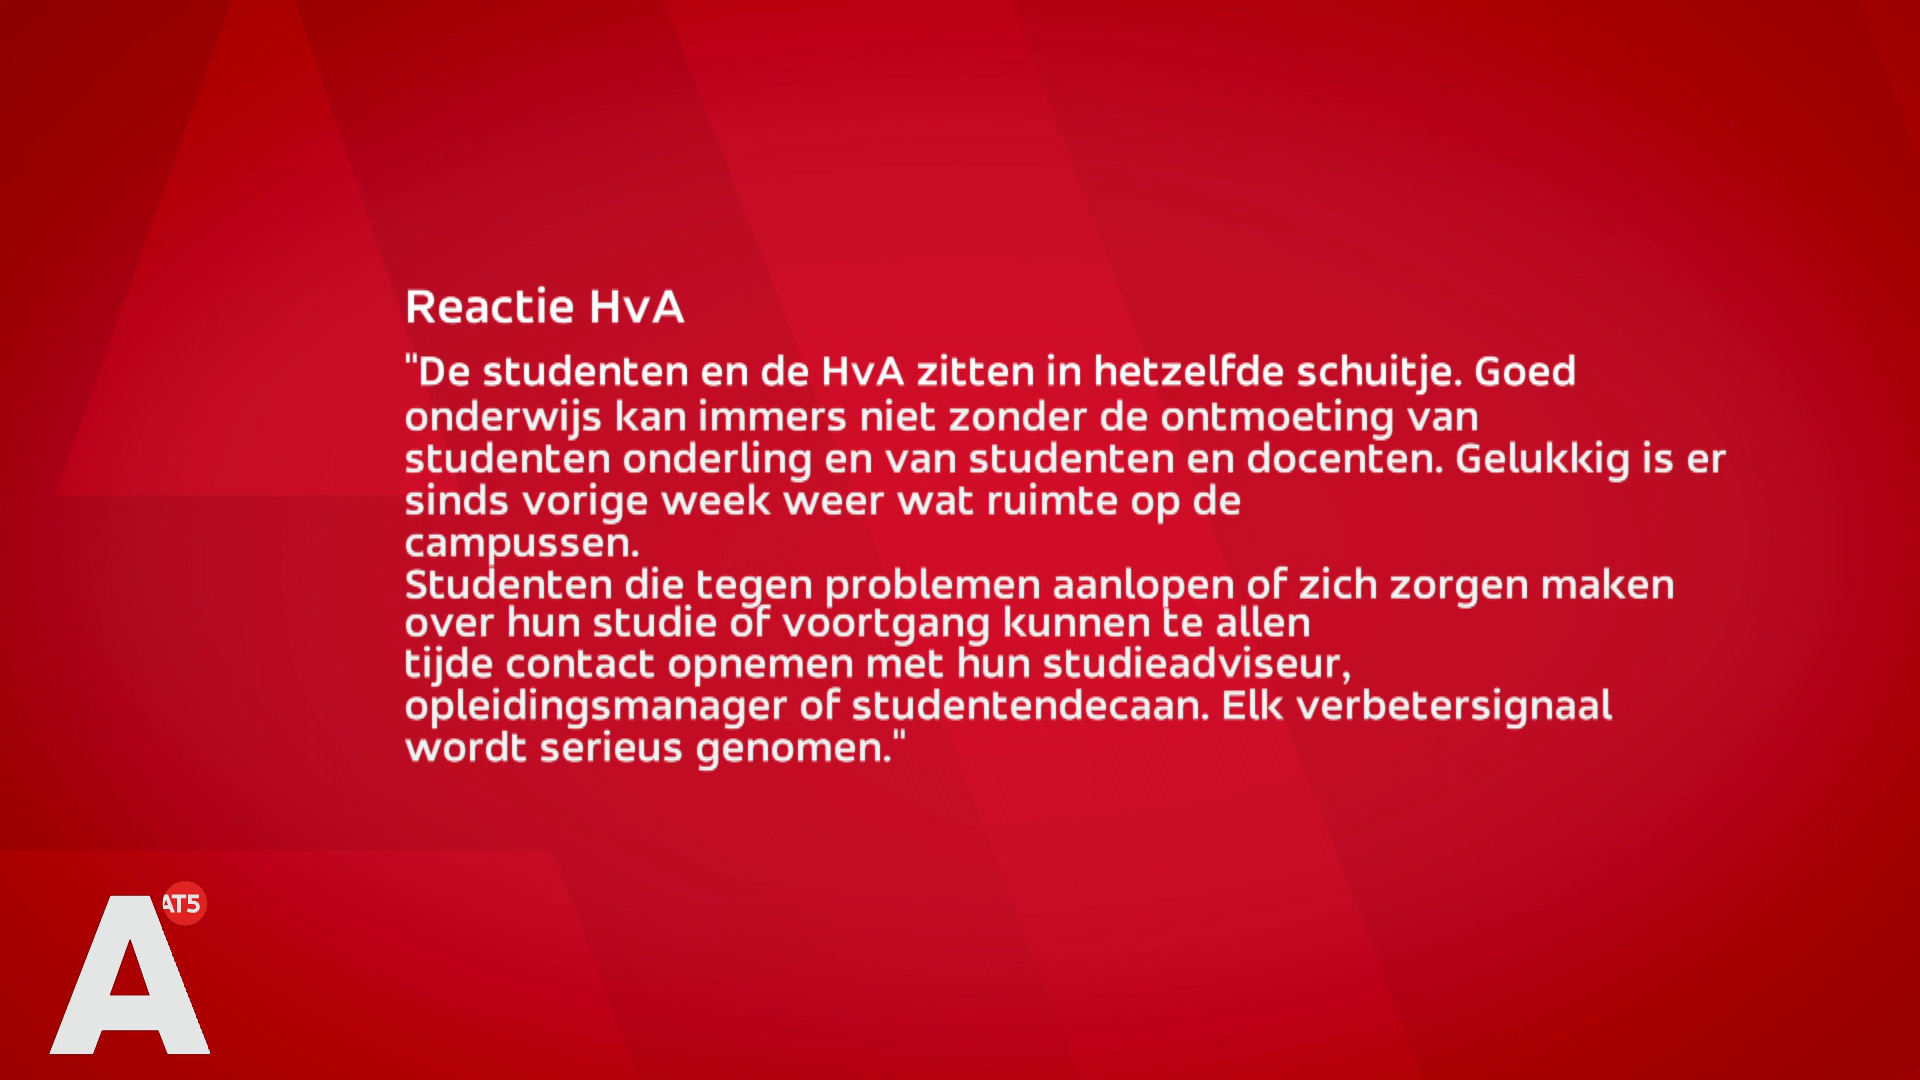 Reactie HvA
"De studenten en de HvA zitten in hetzelfde schuitje. Goed
onderwijs kan immers niet zonder de ontmoeting van
studenten onderling en van studenten en docenten. Gelukkig is er
sinds vorige week weer wat ruimte op de
campussen.
Studenten die tegen problemen aanlopen of zich zorgen maken
over hun studie of voortgang kunnen te allen
tijde contact opnemen met hun studieadviseur,
opleidingsmanager of studentendecaan. Elk verbetersignaal
wordt serieus genomen."
A
AT5